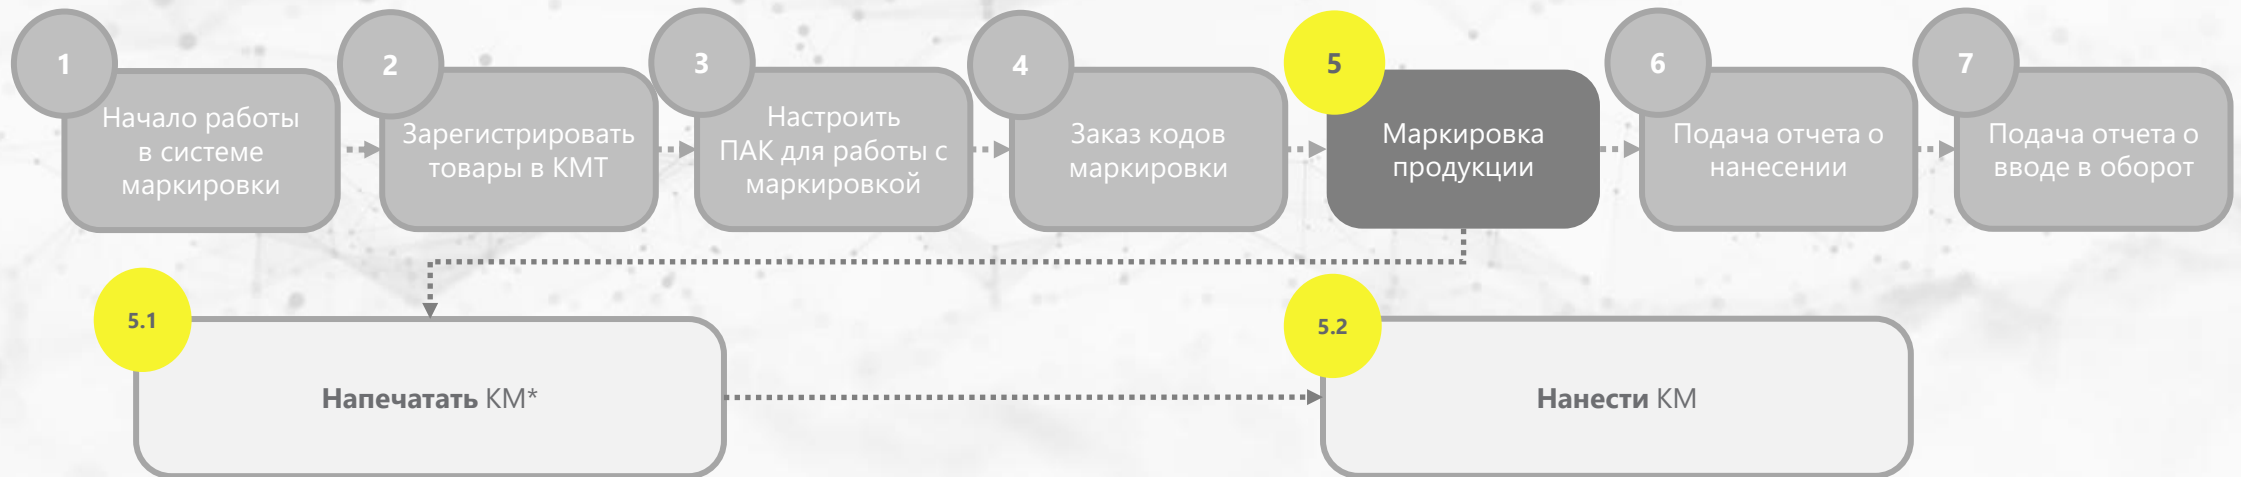 1
Начало работы
в системе
маркировки
2
Зарегистрировать
товары в КМТ
3
Настроить
ПАК для работы с
маркировкой
4
Заказ кодов
маркировки
5
Маркировка
продукции
6
Подача отчета о
нанесении
7
Подача отчета о
вводе в оборот
5.1
Напечатать КМ*
5.2
Нанести КМ